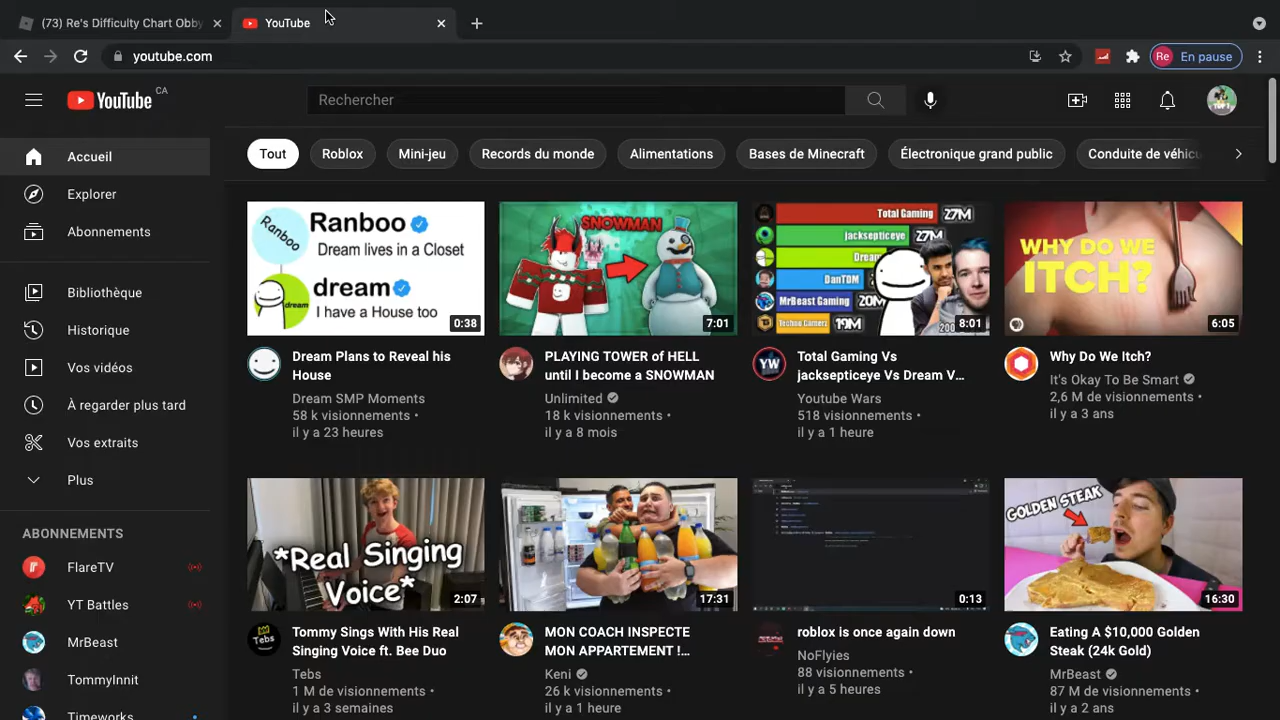 (73) Re's Difficulty Chart Obby
YouTube
youtube.com
Re En pause
YouTube CA
Rechercher
Accueil
Explorer
Abonnements
Bibliothèque
Historique
Vos vidéos
À regarder plus tard
Vos extraits
Plus
ABONNEMENTS
FlareTV
YT Battles
MrBeast
TommyInnit
Timeworks
Tout
Roblox
Mini-jeu
Records du monde
Alimentations
Bases de Minecraft
Électronique grand public
Conduite de véhicu
Ranboo
Ranboo
Dream lives in a Closet
dream
dream
I have a House too
0:38
Dream Plans to Reveal his
House
Dream SMP Moments
58 k visionnements •
il y a 23 heures
SNOWMAN
7:01
PLAYING TOWER of HELL
until I become a SNOWMAN
Unlimited
18 k visionnements •
il y a 8 mois
Total Gaming 27M
jacksepticeye 27M
Dream
DanTDM
MrBeast Gaming 20M
Techno Gamerz 19M
8:01
Total Gaming Vs
jacksepticeye Vs Dream V…
YW
Youtube Wars
518 visionnements •
il y a 1 heure
WHY DO WE
ITCH?
6:05
Why Do We Itch?
It's Okay To Be Smart
2,6 M de visionnements •
il y a 3 ans
*Real Singing
Voice*
2:07
Tommy Sings With His Real
Singing Voice ft. Bee Duo
Tebs
Tebs
1 M de visionnements •
il y a 3 semaines
17:31
MON COACH INSPECTE
MON APPARTEMENT !…
Keni
26 k visionnements •
il y a 1 heure
0:13
roblox is once again down
NoFlyies
88 visionnements •
il y a 5 heures
GOLDEN STEAK
16:30
Eating A $10,000 Golden
Steak (24k Gold)
MrBeast
87 M de visionnements •
il y a 2 ans